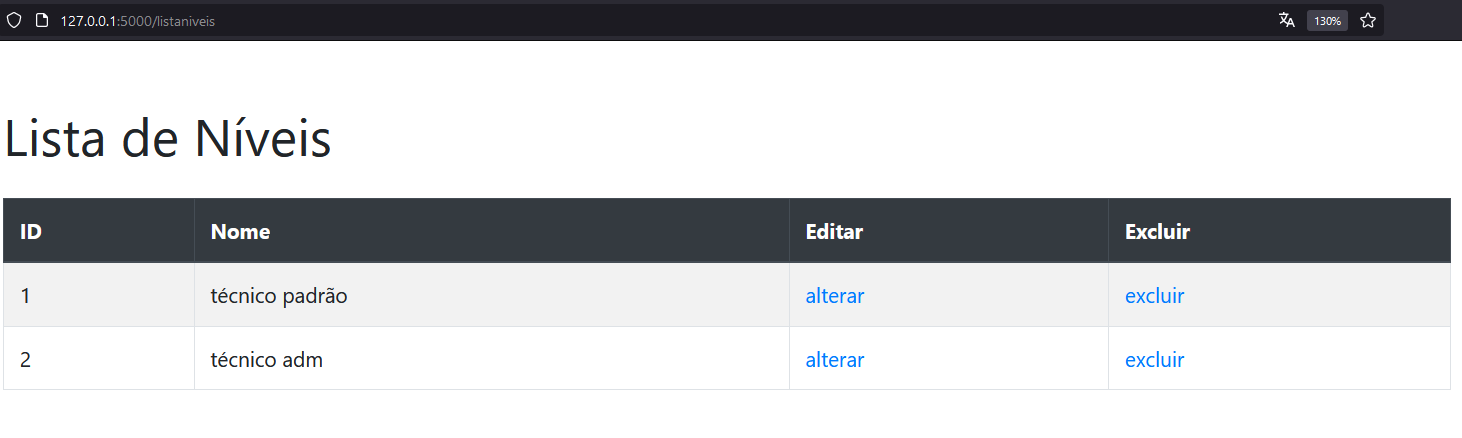 127.0.0.1:5000/listaniveis 130%
Lista de Níveis
ID Nome Editar Excluir
1 técnico padrão alterar excluir
2 técnico adm alterar excluir